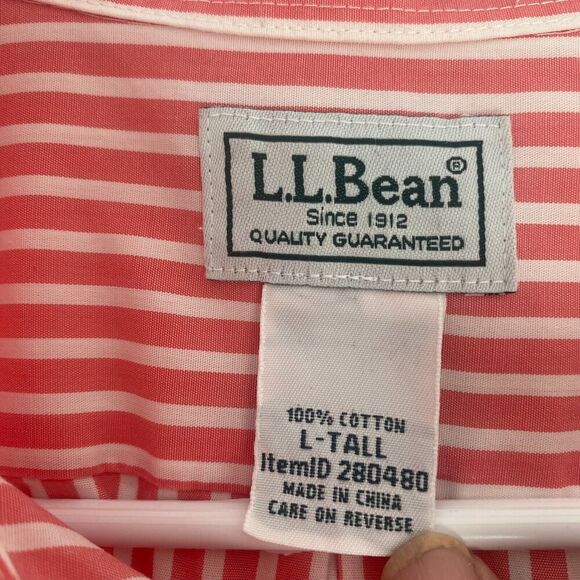 L.L.Bean®
Since 1912
QUALITY GUARANTEED
100% COTTON
L-TALL
ItemID 280480
MADE IN CHINA
CARE ON REVERSE